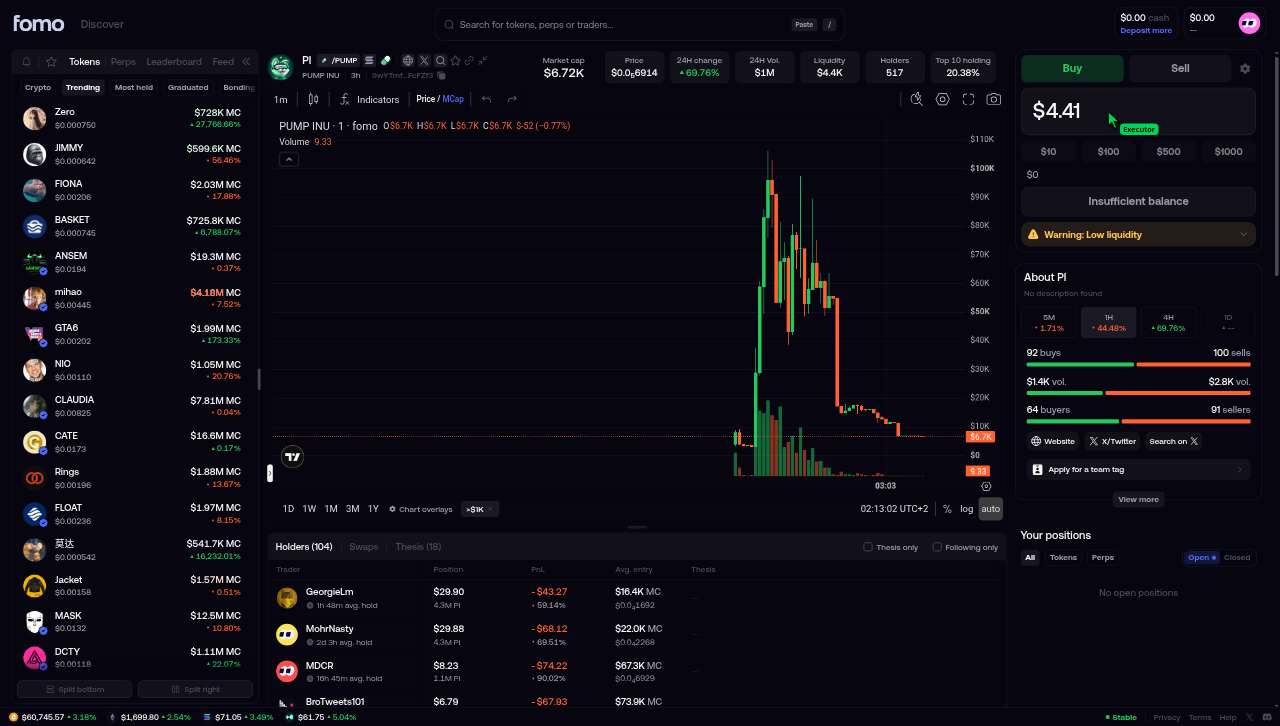 fomo
Discover
Search for tokens, perps or traders...
Paste
/
$0.00 cash
Deposit more
$0.00
—
Tokens Perps Leaderboard Feed
Crypto Trending Most held Graduated Bonding
Zero $728K MC
$0.000750 27,766.66%
JIMMY $599.6K MC
$0.000642 56.46%
FIONA $2.03M MC
$0.00206 17.88%
BASKET $725.8K MC
$0.000745 6,788.07%
ANSEM $19.3M MC
$0.0194 0.37%
mihao $4.18M MC
$0.00445 7.52%
GTA6 $1.99M MC
$0.00202 173.33%
NIO $1.05M MC
$0.00110 20.76%
CLAUDIA $7.81M MC
$0.00825 0.04%
CATE $16.6M MC
$0.0173 0.17%
Rings $1.88M MC
$0.00196 13.67%
FLOAT $1.97M MC
$0.00236 8.15%
莫达 $541.7K MC
$0.000542 16,232.01%
Jacket $1.57M MC
$0.00158 0.51%
MASK $12.5M MC
$0.0132 10.80%
DCTY $1.11M MC
$0.00118 22.07%
Split bottom Split right
PI /PUMP
PUMP INU 3h
Market cap
$6.72K
Price
$0.0₆6914
24H change
69.76%
24H Vol.
$1M
Liquidity
$4.4K
Holders
517
Top 10 holding
20.38%
1m Indicators Price / MCap
PUMP INU · 1 · fomo O$6.7K H$6.7K L$6.7K C$6.7K $-52 (−0.77%)
Volume 9.33
$110K
$100K
$90K
$80K
$70K
$60K
$50K
$40K
$30K
$20K
$10K
$6.7K
$0
9.33
03:03
1D 1W 1M 3M 1Y Chart overlays >$1K
02:13:02 UTC+2 % log auto
Holders (104) Swaps Thesis (18)
Thesis only Following only
Trader Position PnL Avg. entry Thesis
GeorgieLm $29.90 -$43.27 $16.4K MC
1h 48m avg. hold 4.3M PI 59.14% $0.0₄1692
MohrNasty $29.88 -$68.12 $22.0K MC
2d 3h avg. hold 4.3M PI 69.51% $0.0₄2268
MDCR $8.23 -$74.22 $67.3K MC
16h 45m avg. hold 1.1M PI 90.02% $0.0₄6929
BroTweets101 $6.79 -$67.93 $73.9K MC
Buy Sell
$4.41
Executor
$10 $100 $500 $1000
$0
Insufficient balance
Warning: Low liquidity
About PI
No description found
5M 1H 4H 1D
1.71% 44.48% 69.76% --
92 buys 100 sells
$1.4K vol. $2.8K vol.
64 buyers 91 sellers
Website X/Twitter Search on X
Apply for a team tag
View more
Your positions
All Tokens Perps Open Closed
No open positions
$60,745.57 3.18% $1,699.80 2.54% $71.05 3.49% $61.75 5.04%
Stable Privacy Terms Help